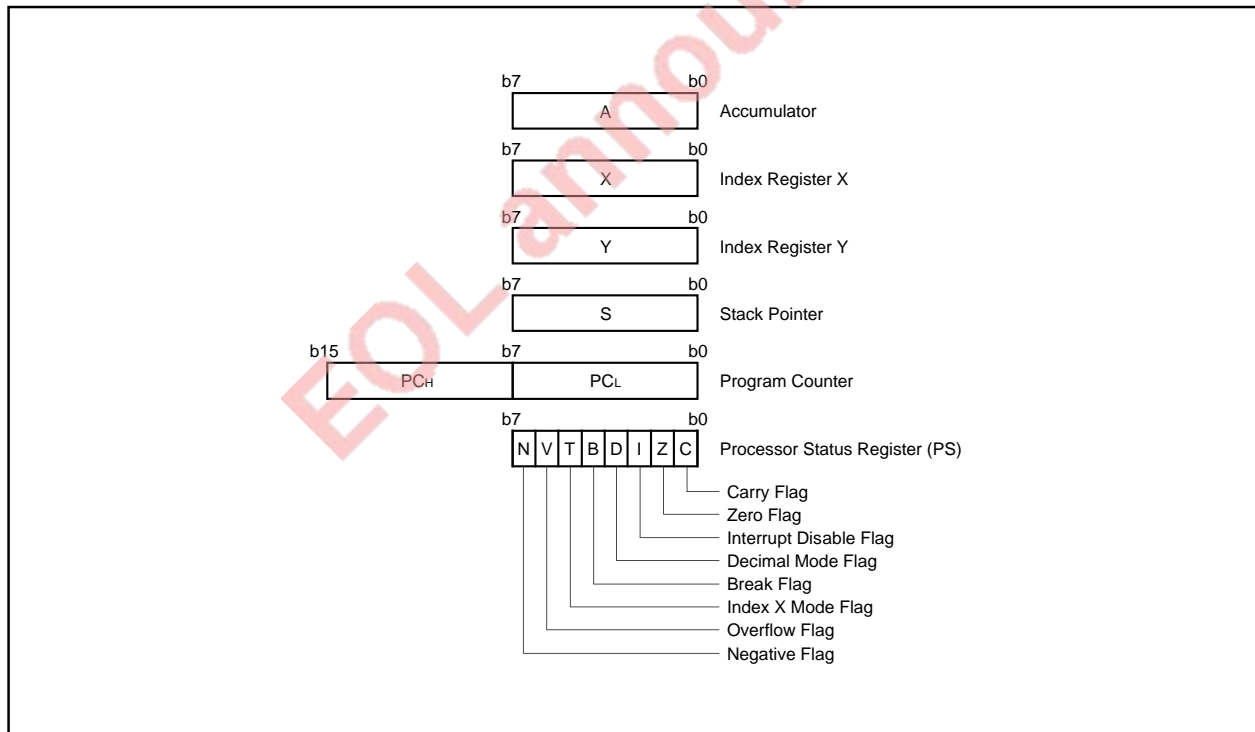 b7 b0
A Accumulator
b7 b0
X Index Register X
b7 b0
Y Index Register Y
b7 b0
S Stack Pointer
b15 b7 b0
PCH PCL Program Counter
b7 b0
N V T B D I Z C Processor Status Register (PS)
Carry Flag
Zero Flag
Interrupt Disable Flag
Decimal Mode Flag
Break Flag
Index X Mode Flag
Overflow Flag
Negative Flag
EOL